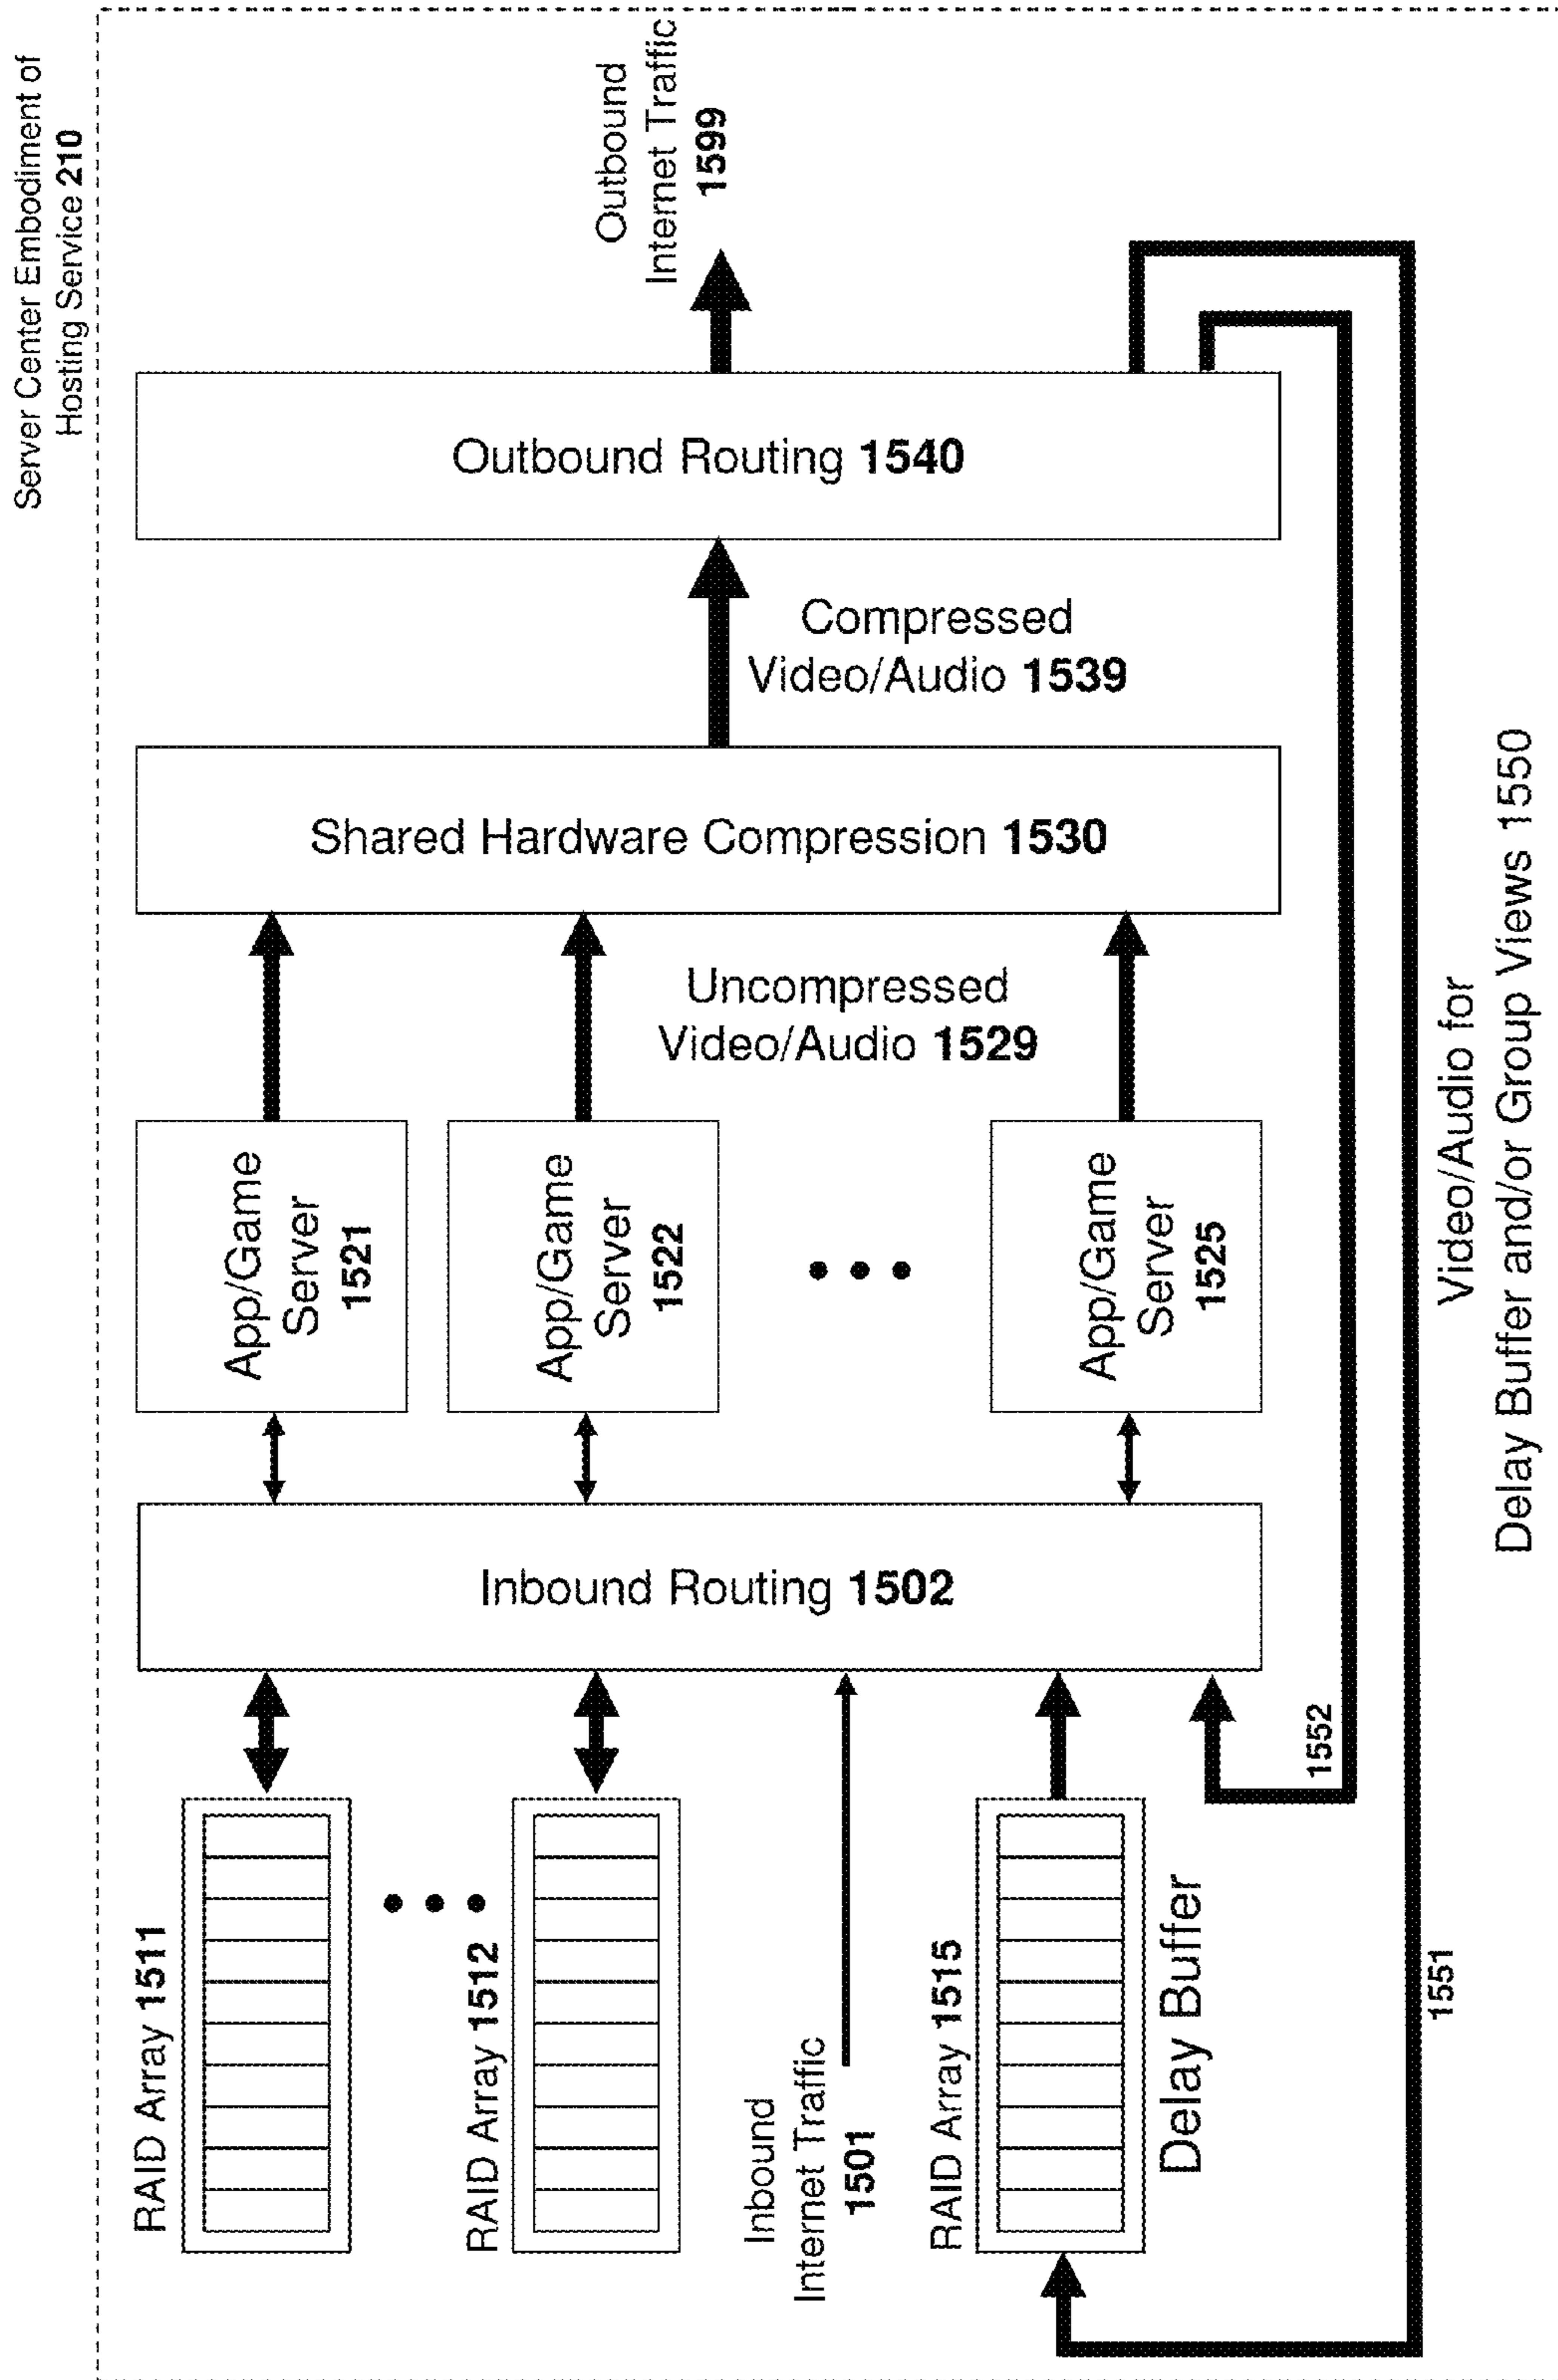 Server Center Embodiment of
Hosting Service 210
RAID Array 1511
RAID Array 1512
Inbound
Internet Traffic
1501
RAID Array 1515
Delay Buffer
Inbound Routing 1502
App/Game
Server
1521
App/Game
Server
1522
App/Game
Server
1525
Uncompressed
Video/Audio 1529
Shared Hardware Compression 1530
Compressed
Video/Audio 1539
Outbound Routing 1540
Outbound
Internet Traffic
1599
1552
1551
Video/Audio for
Delay Buffer and/or Group Views 1550